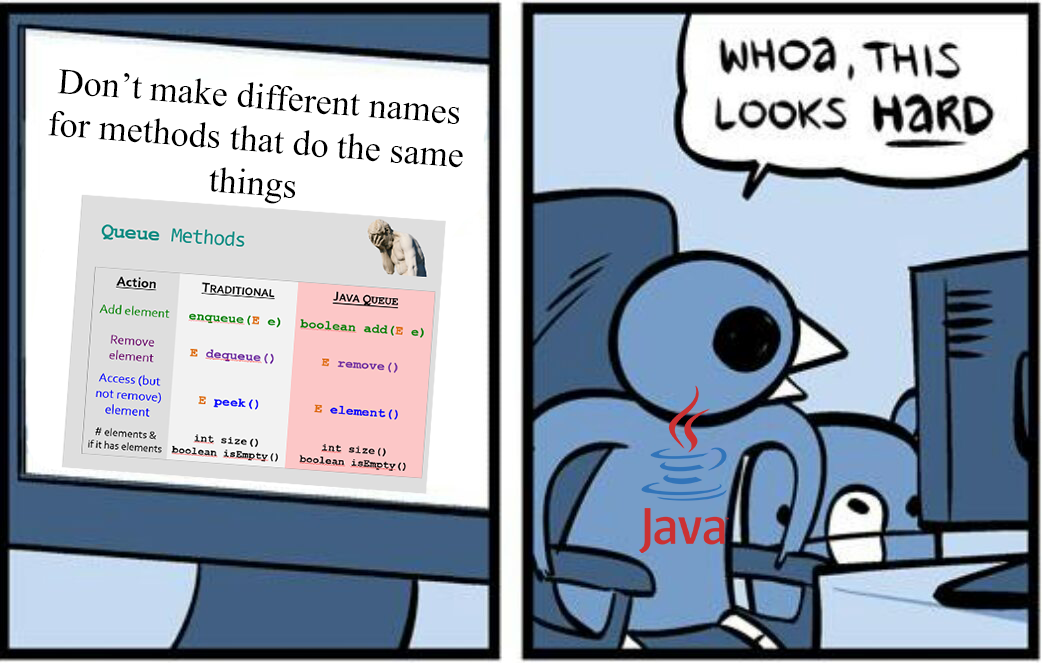 Don't make different names
for methods that do the same
things
Queue Methods
Action TRADITIONAL JAVA QUEUE
Add element enqueue(E e) boolean add(E e)
Remove
element E dequeue() E remove()
Access (but
not remove)
element E peek() E element()
# elements &
if it has elements int size()
boolean isEmpty() int size()
boolean isEmpty()
WHOa, THIS
LOOKS HaRD
Java